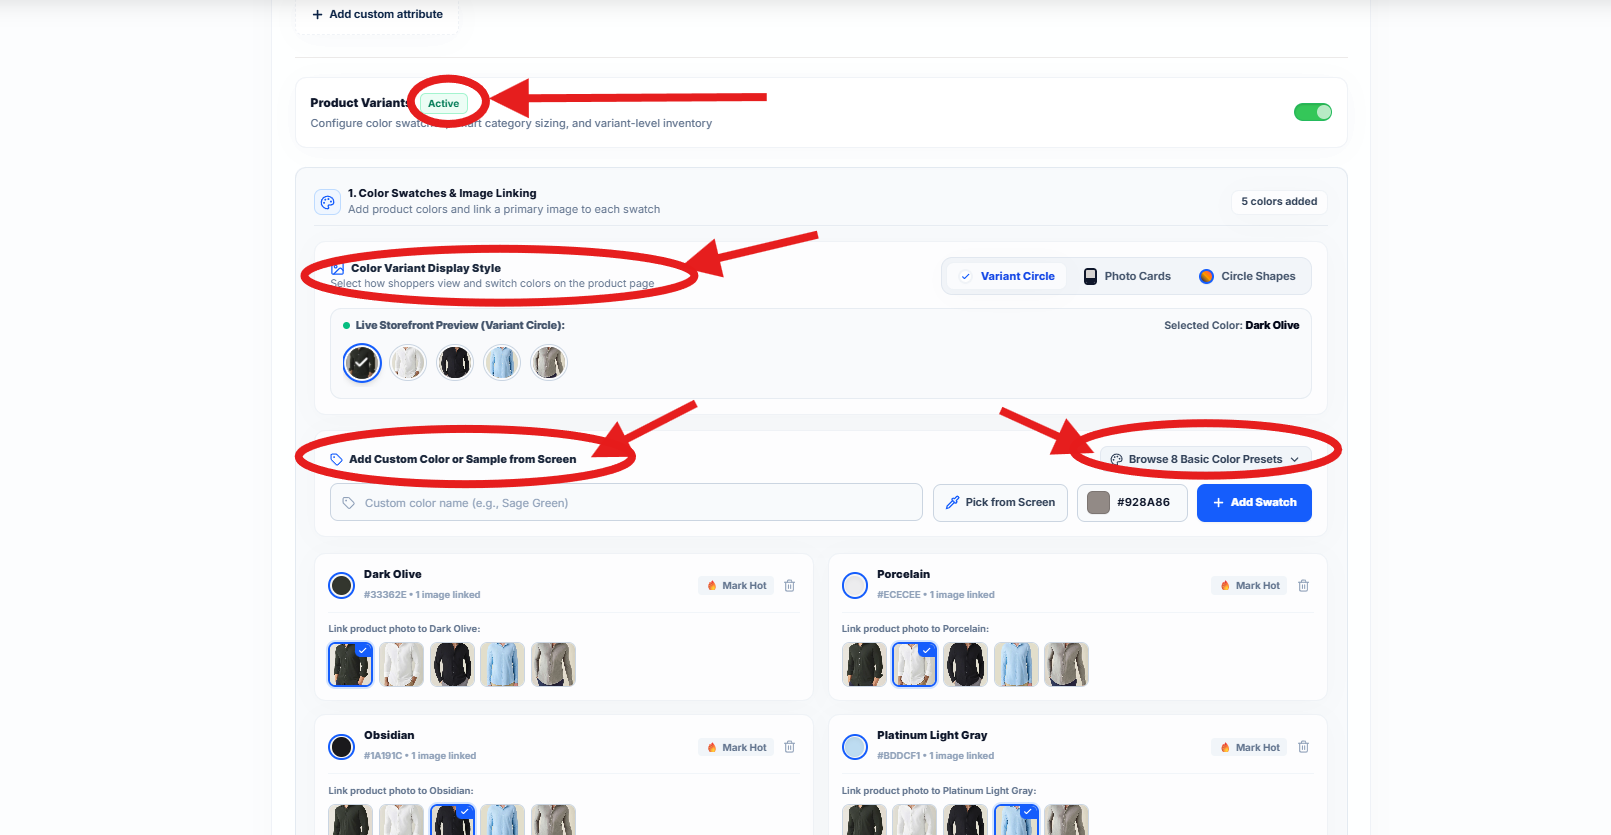 + Add custom attribute
Product Variants Active
Configure color swatc art category sizing, and variant-level inventory
1. Color Swatches & Image Linking
Add product colors and link a primary image to each swatch
5 colors added
Color Variant Display Style
Select how shoppers view and switch colors on the product page
Variant Circle
Photo Cards
Circle Shapes
Live Storefront Preview (Variant Circle):
Selected Color: Dark Olive
Add Custom Color or Sample from Screen
Browse 8 Basic Color Presets
Custom color name (e.g., Sage Green)
Pick from Screen
#928A86
+ Add Swatch
Dark Olive
#33362E • 1 image linked
Mark Hot
Link product photo to Dark Olive:
Porcelain
#ECECEE • 1 image linked
Mark Hot
Link product photo to Porcelain:
Obsidian
#1A191C • 1 image linked
Mark Hot
Link product photo to Obsidian:
Platinum Light Gray
#BDDCF1 • 1 image linked
Mark Hot
Link product photo to Platinum Light Gray: